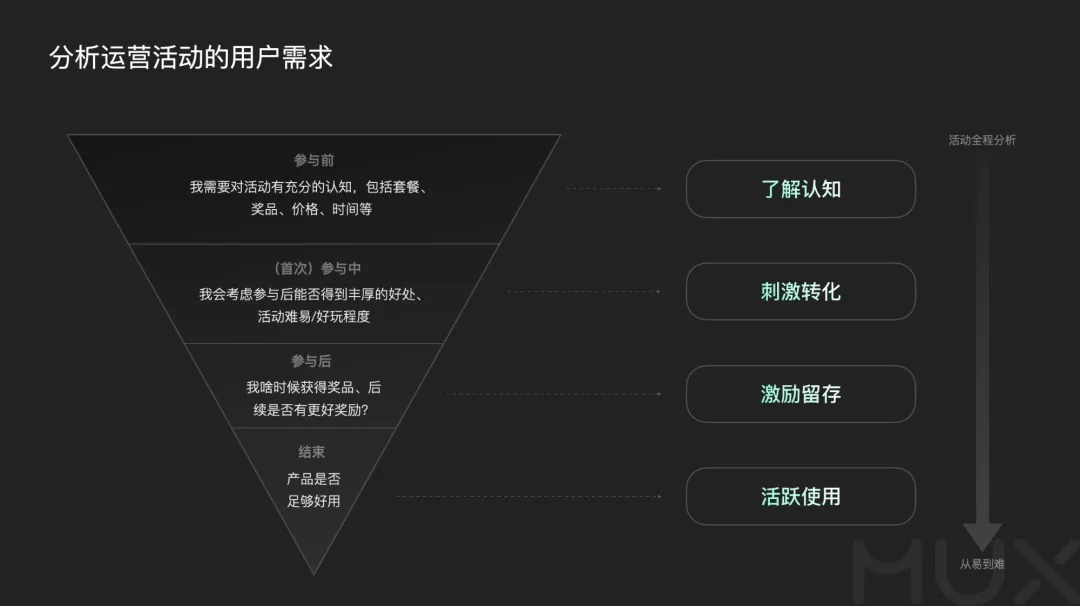 分析运营活动的用户需求
活动全程分析
参与前
我需要对活动有充分的认知，包括套餐、
奖品、价格、时间等
了解认知
（首次）参与中
我会考虑参与后能否得到丰厚的好处、
活动难易/好玩程度
刺激转化
参与后
我啥时候获得奖品、后
续是否有更好奖励？
激励留存
结束
产品是否
足够好用
活跃使用
从易到难
MUX